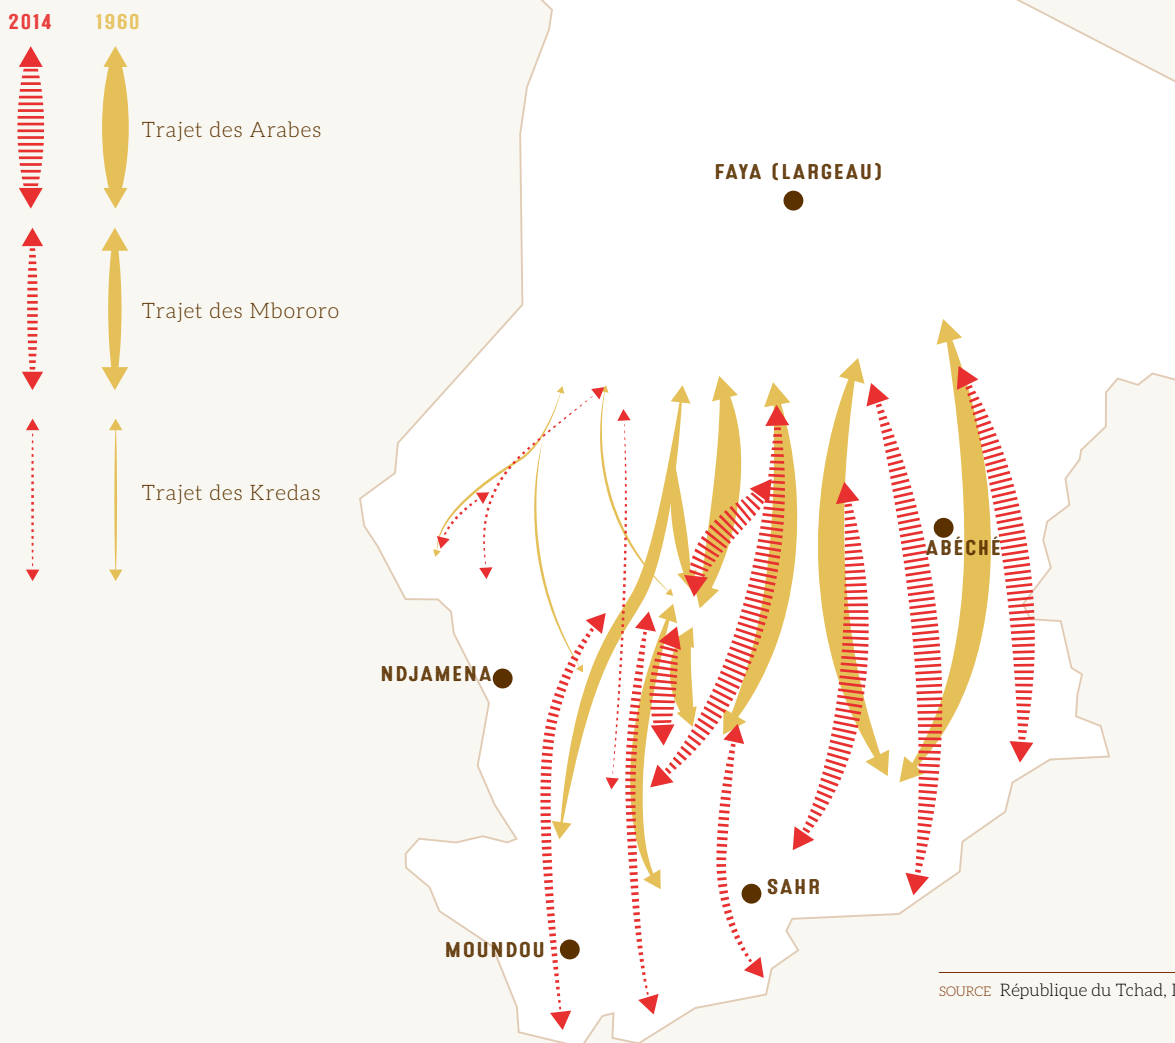 2014 1960
Trajet des Arabes
Trajet des Mbororo
Trajet des Kredas
FAYA (LARGEAU)
ABÉCHÉ
NDJAMENA
SAHR
MOUNDOU
SOURCE République du Tchad,